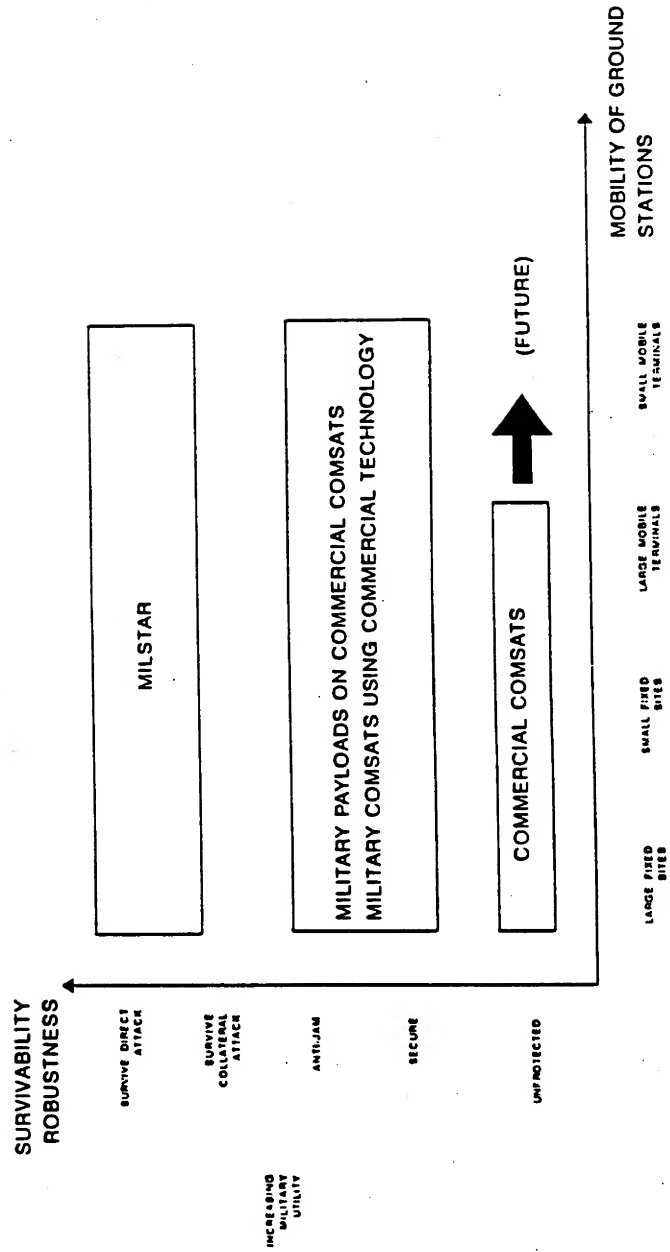 SURVIVABILITY
ROBUSTNESS
SURVIVE DIRECT
ATTACK
SURVIVE
COLLATERAL
ATTACK
ANTI-JAM
SECURE
UNPROTECTED
INCREASING
MILITARY
UTILITY
MILSTAR
MILITARY PAYLOADS ON COMMERCIAL COMSATS
MILITARY COMSATS USING COMMERCIAL TECHNOLOGY
COMMERCIAL COMSATS
(FUTURE)
LARGE FIXED
SITES
SMALL FIXED
SITES
LARGE MOBILE
TERMINALS
SMALL MOBILE
TERMINALS
MOBILITY OF GROUND
STATIONS